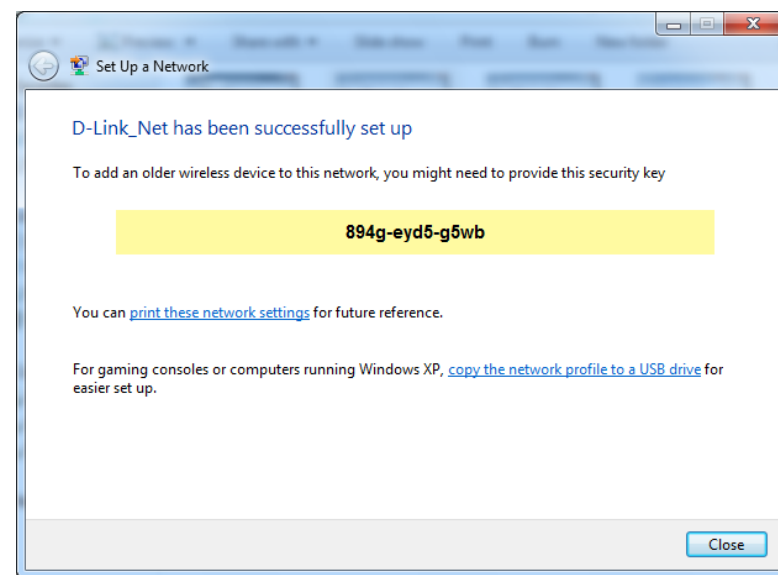 Set Up a Network
D-Link_Net has been successfully set up
To add an older wireless device to this network, you might need to provide this security key
894g-eyd5-g5wb
You can print these network settings for future reference.
For gaming consoles or computers running Windows XP, copy the network profile to a USB drive for
easier set up.
Close